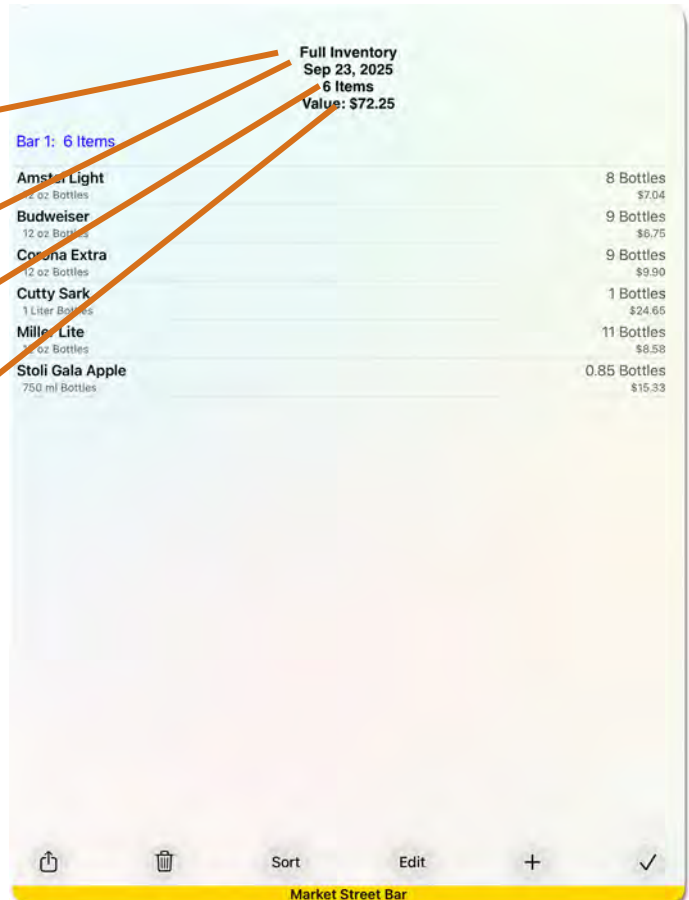 Full Inventory
Sep 23, 2025
6 Items
Value: $72.25
Bar 1: 6 Items
Amstel Light 8 Bottles
12 oz Bottles $7.04
Budweiser 9 Bottles
12 oz Bottles $6.75
Corona Extra 9 Bottles
12 oz Bottles $9.90
Cutty Sark 1 Bottles
1 Liter Bottles $24.65
Miller Lite 11 Bottles
12 oz Bottles $8.58
Stoli Gala Apple 0.85 Bottles
750 ml Bottles $15.33
Sort Edit
Market Street Bar